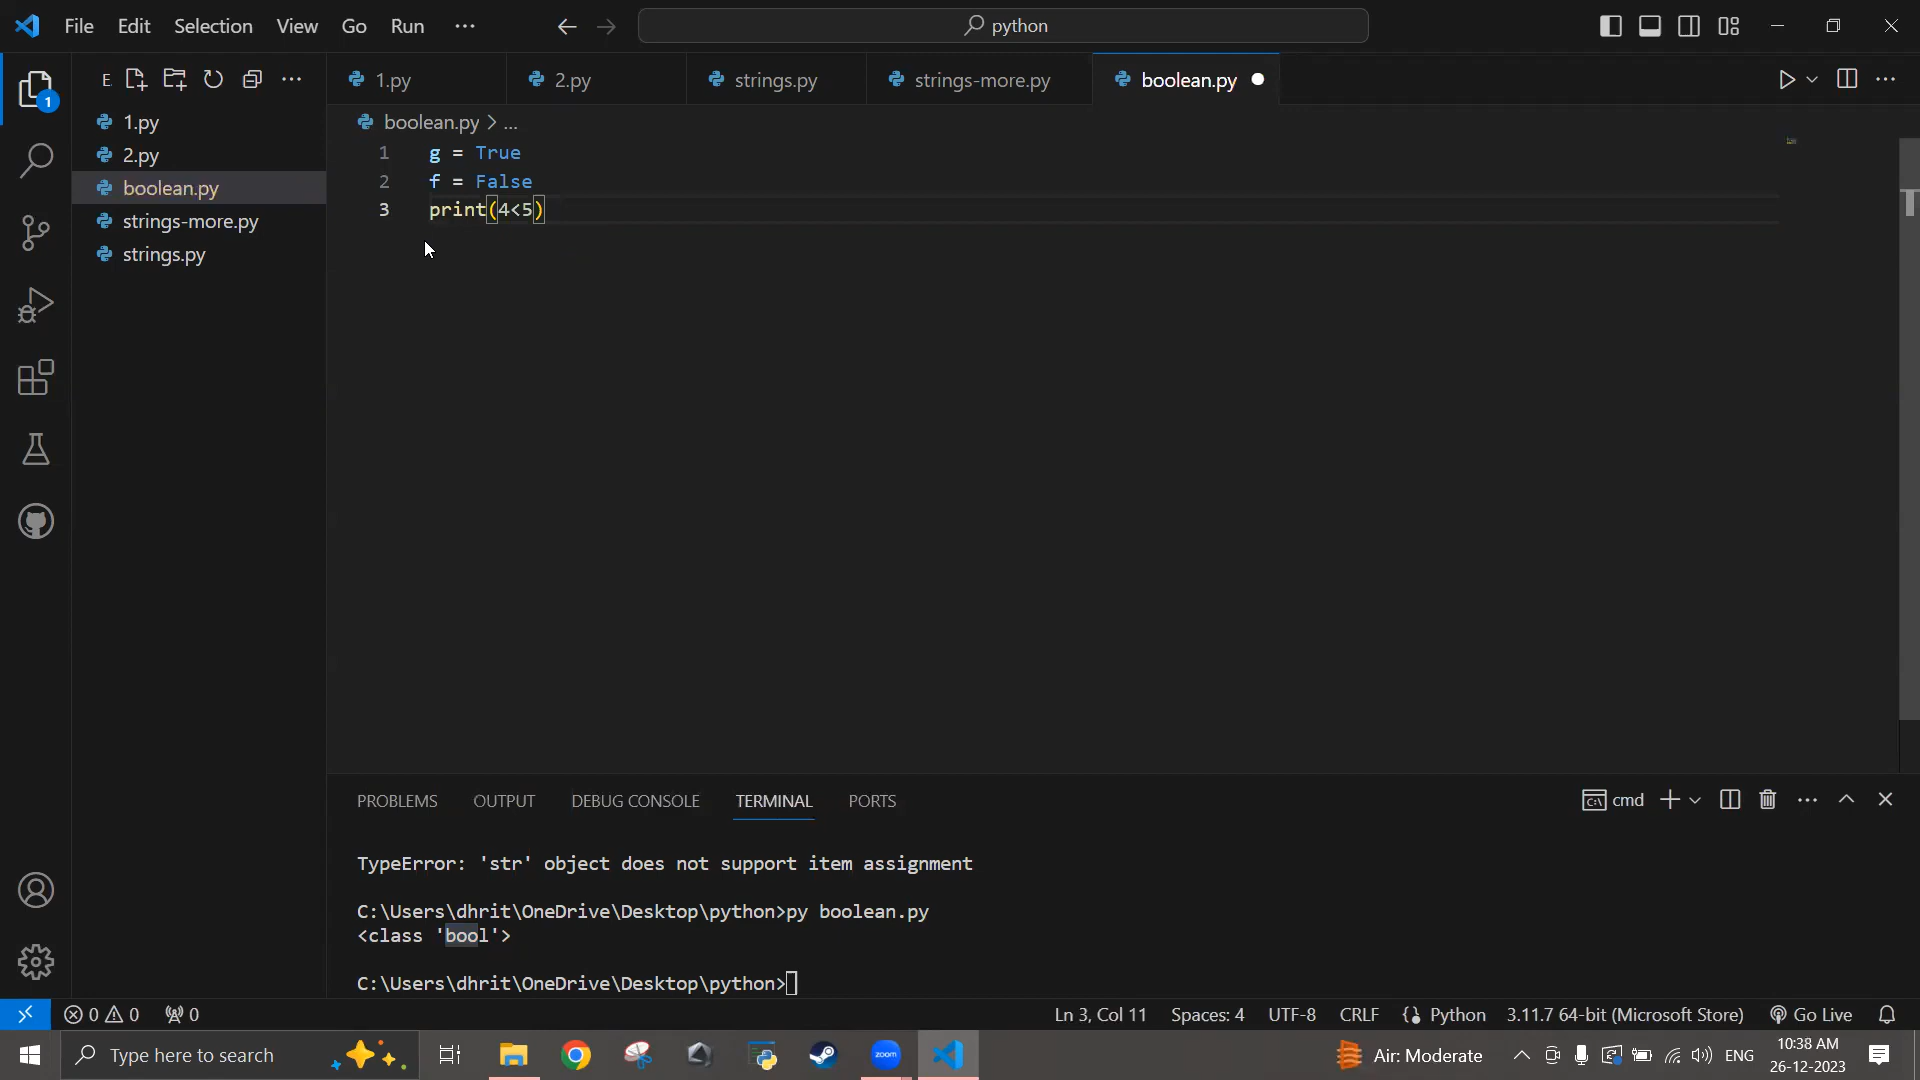 File Edit Selection View Go Run ... python
E
1.py 2.py strings.py strings-more.py boolean.py
1.py
2.py
boolean.py
strings-more.py
strings.py
1
boolean.py > ...
1 g = True
2 f = False
3 print(4<5)
PROBLEMS OUTPUT DEBUG CONSOLE TERMINAL PORTS cmd
TypeError: 'str' object does not support item assignment
C:\Users\dhrit\OneDrive\Desktop\python>py boolean.py
<class 'bool'>
C:\Users\dhrit\OneDrive\Desktop\python>
0 0 0 Ln 3, Col 11 Spaces: 4 UTF-8 CRLF Python 3.11.7 64-bit (Microsoft Store) Go Live
Type here to search zoom Air: Moderate ENG 10:38 AM
26-12-2023